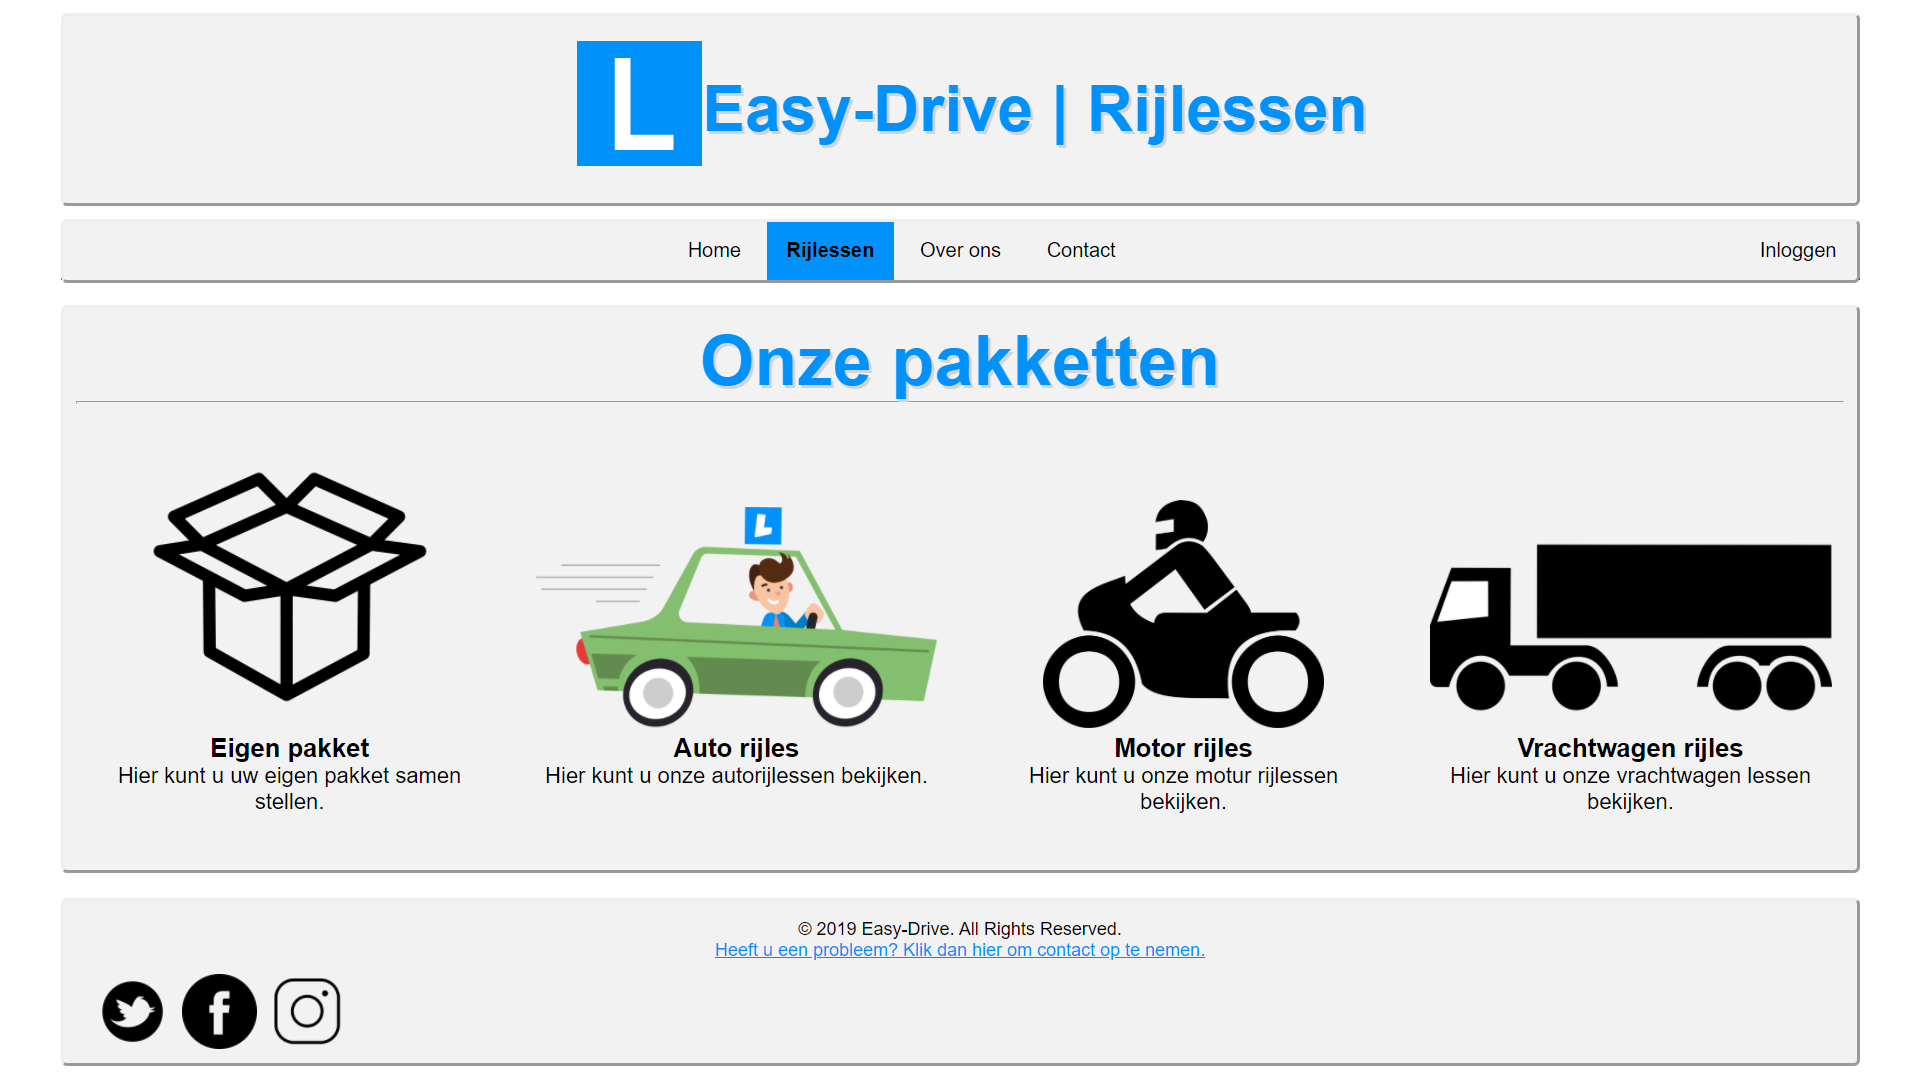 L
Easy-Drive | Rijlessen
Home
Rijlessen
Over ons
Contact
Inloggen
Onze pakketten
L
Eigen pakket
Hier kunt u uw eigen pakket samen
stellen.
Auto rijles
Hier kunt u onze autorijlessen bekijken.
Motor rijles
Hier kunt u onze motur rijlessen
bekijken.
Vrachtwagen rijles
Hier kunt u onze vrachtwagen lessen
bekijken.
© 2019 Easy-Drive. All Rights Reserved.
Heeft u een probleem? Klik dan hier om contact op te nemen.